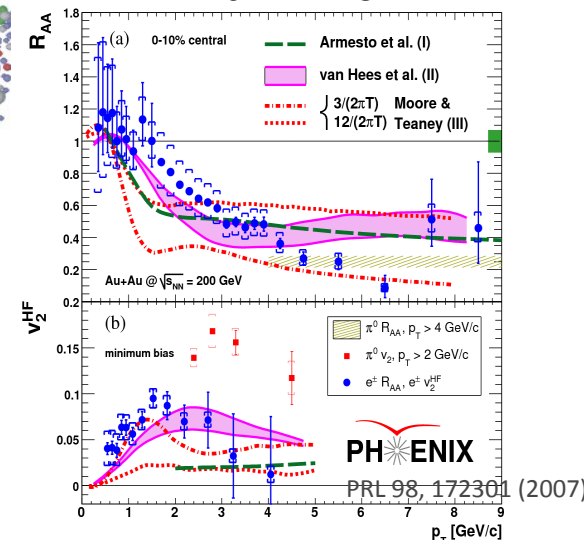 R_AA
1.8
1.6
1.4
1.2
1
0.8
0.6
0.4
0.2
(a)
0-10% central
Armesto et al. (I)
van Hees et al. (II)
3/(2πT) Moore &
12/(2πT) Teaney (III)
Au+Au @ √s_NN = 200 GeV
v_2^HF
0.2
0.15
0.1
0.05
0
(b)
minimum bias
π⁰ R_AA, p_T > 4 GeV/c
π⁰ v_2, p_T > 2 GeV/c
e± R_AA, e± v_2^HF
PHENIX
PRL 98, 172301 (2007)
0 1 2 3 4 5 6 7 8 9
p_T [GeV/c]